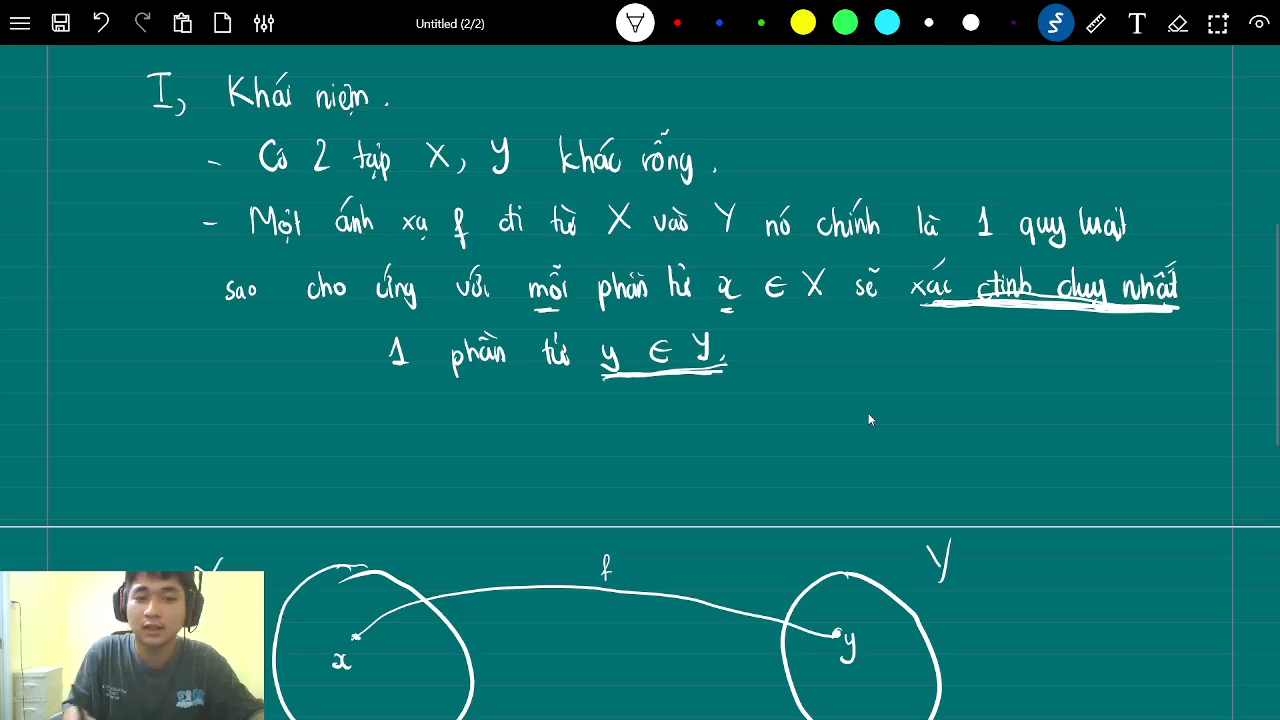 Untitled (2/2)
I, Khái niệm.
- Có 2 tập X, Y khác rỗng.
- Một ánh xạ f đi từ X vào Y nó chính là 1 quy luật
sao cho ứng với mỗi phần tử x ∈ X sẽ xác định duy nhất
1 phần tử y ∈ Y.
f
Y
x
y